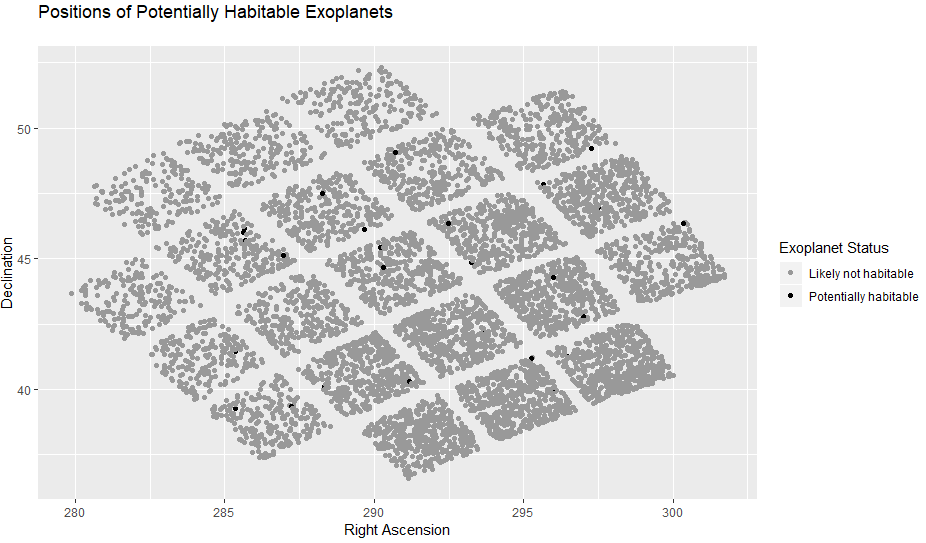 Positions of Potentially Habitable Exoplanets
50
45
40
Declination
280 285 290 295 300
Right Ascension
Exoplanet Status
Likely not habitable
Potentially habitable